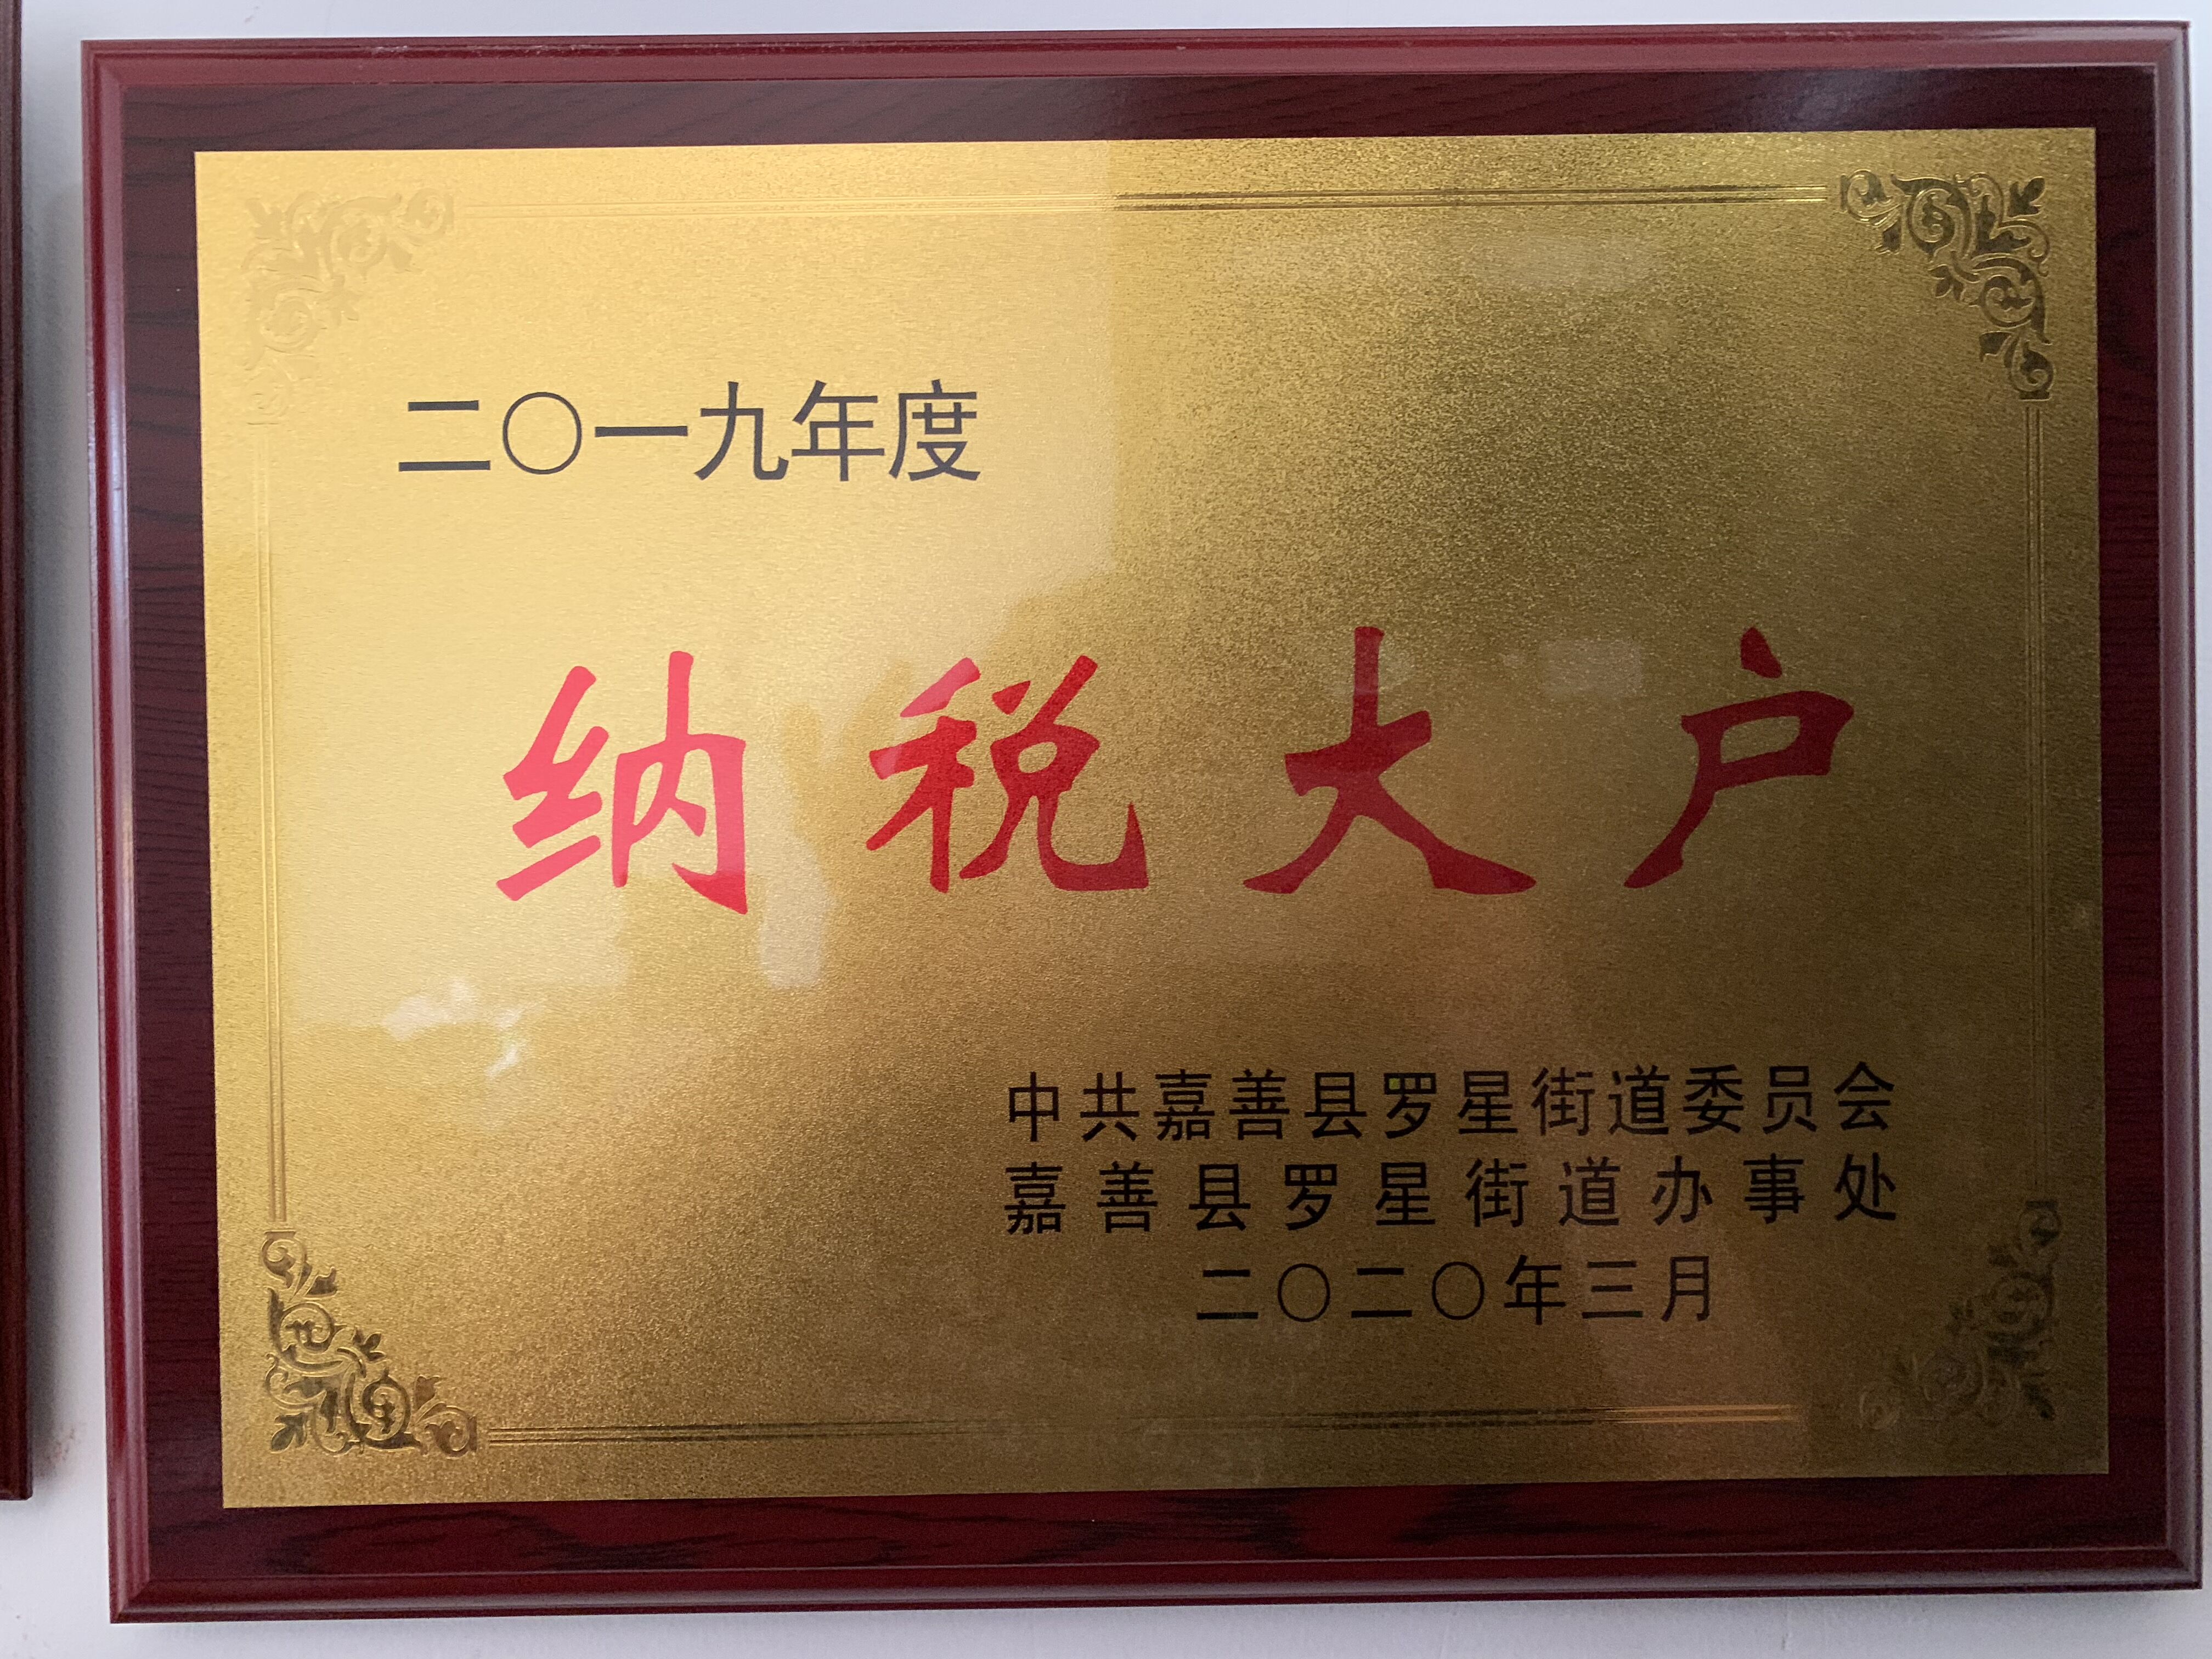 二〇一九年度
纳税大户
中共嘉善县罗星街道委员会
嘉善县罗星街道办事处
二〇二〇年三月